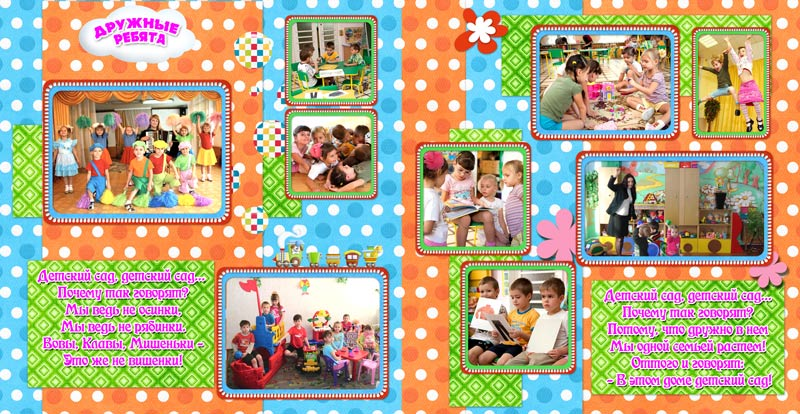 ДРУЖНЫЕ
РЕБЯТА
Детский сад, детский сад...
Почему так говорят?
Мы ведь не осинки,
Мы ведь не рябинки.
Вовы, Клавы, Мишеньки -
Это же не вишенки!
Детский сад, детский сад...
Почему так говорят?
Потому, что дружно в нем
Мы одной семьей растем!
Оттого и говорят:
- В этом доме детский сад!